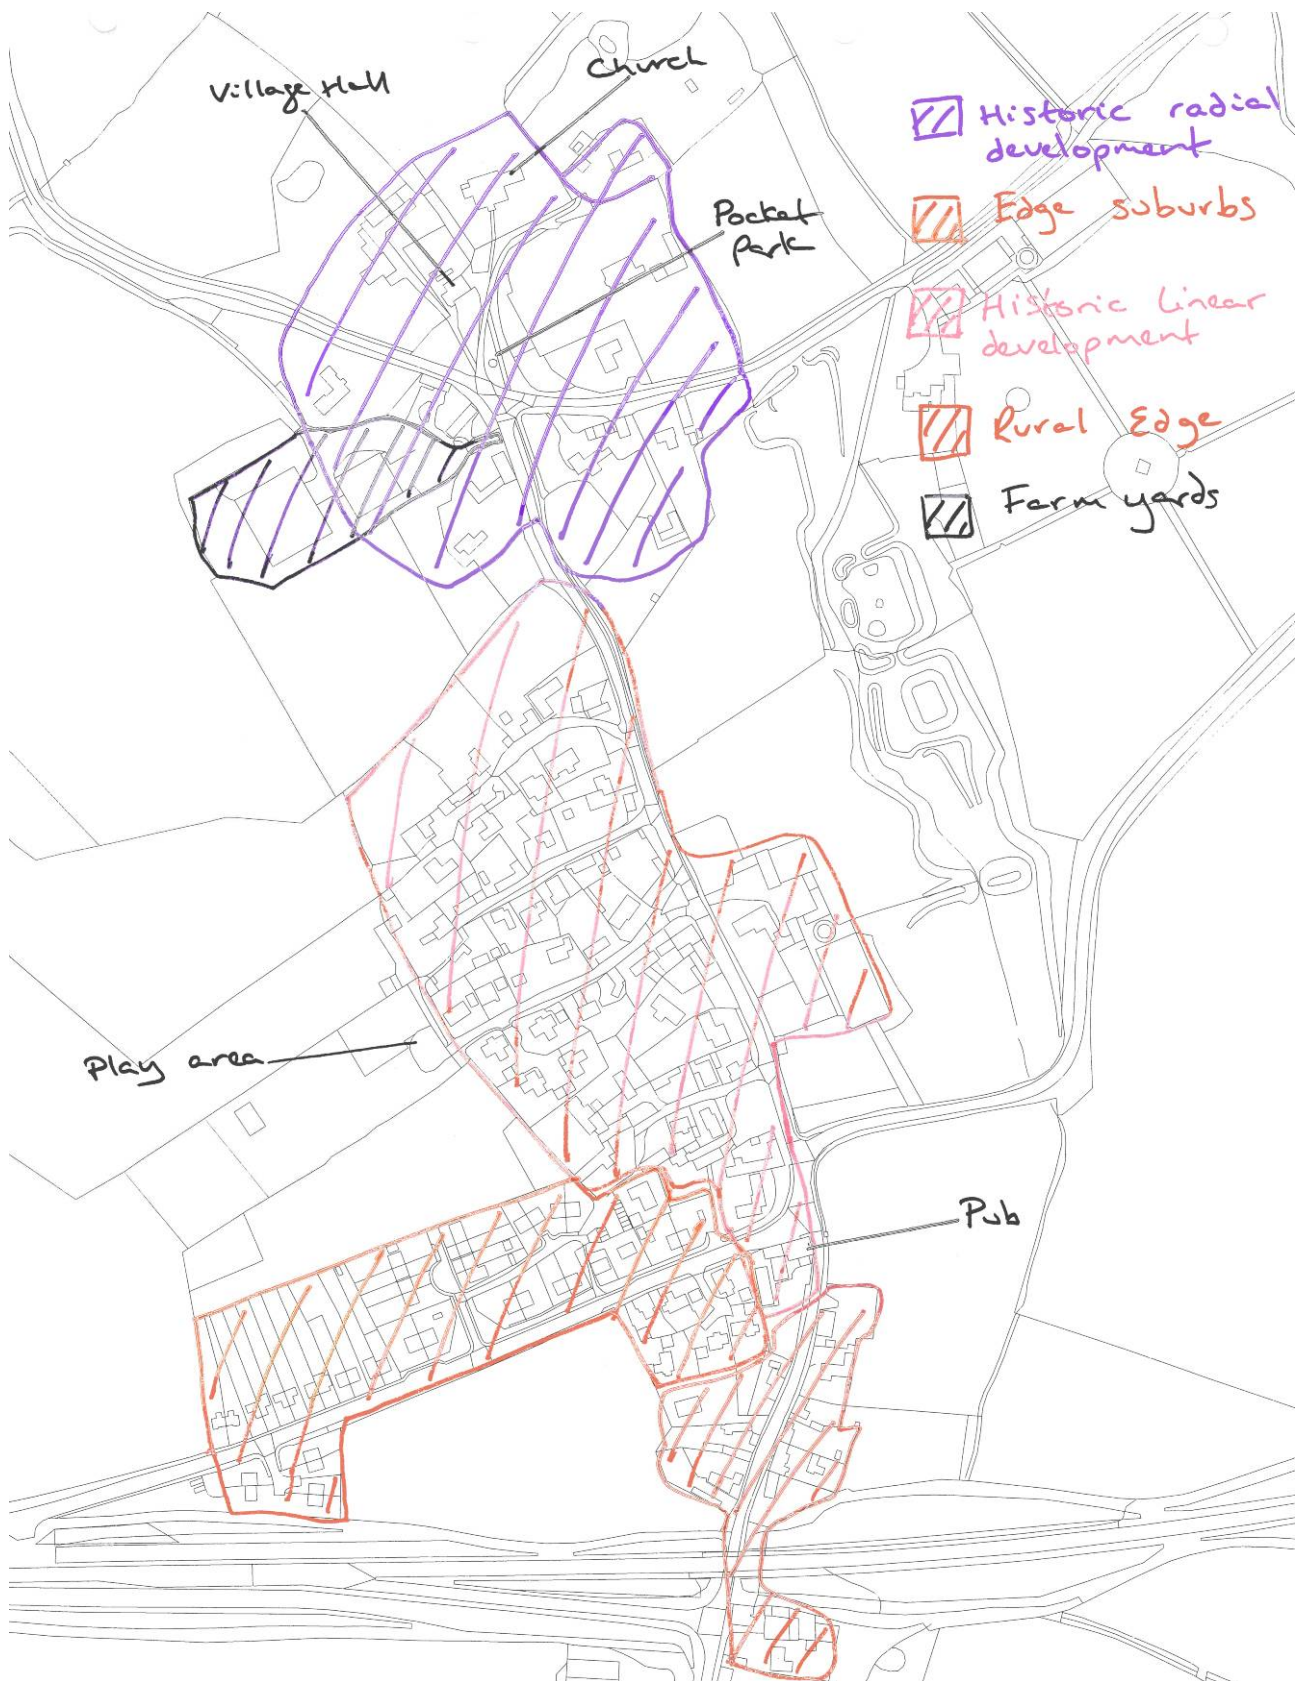 Village Hall
Church
Pocket
Park
Play area
Pub
Historic radial
development
Edge suburbs
Historic linear
development
Rural Edge
Farm yards